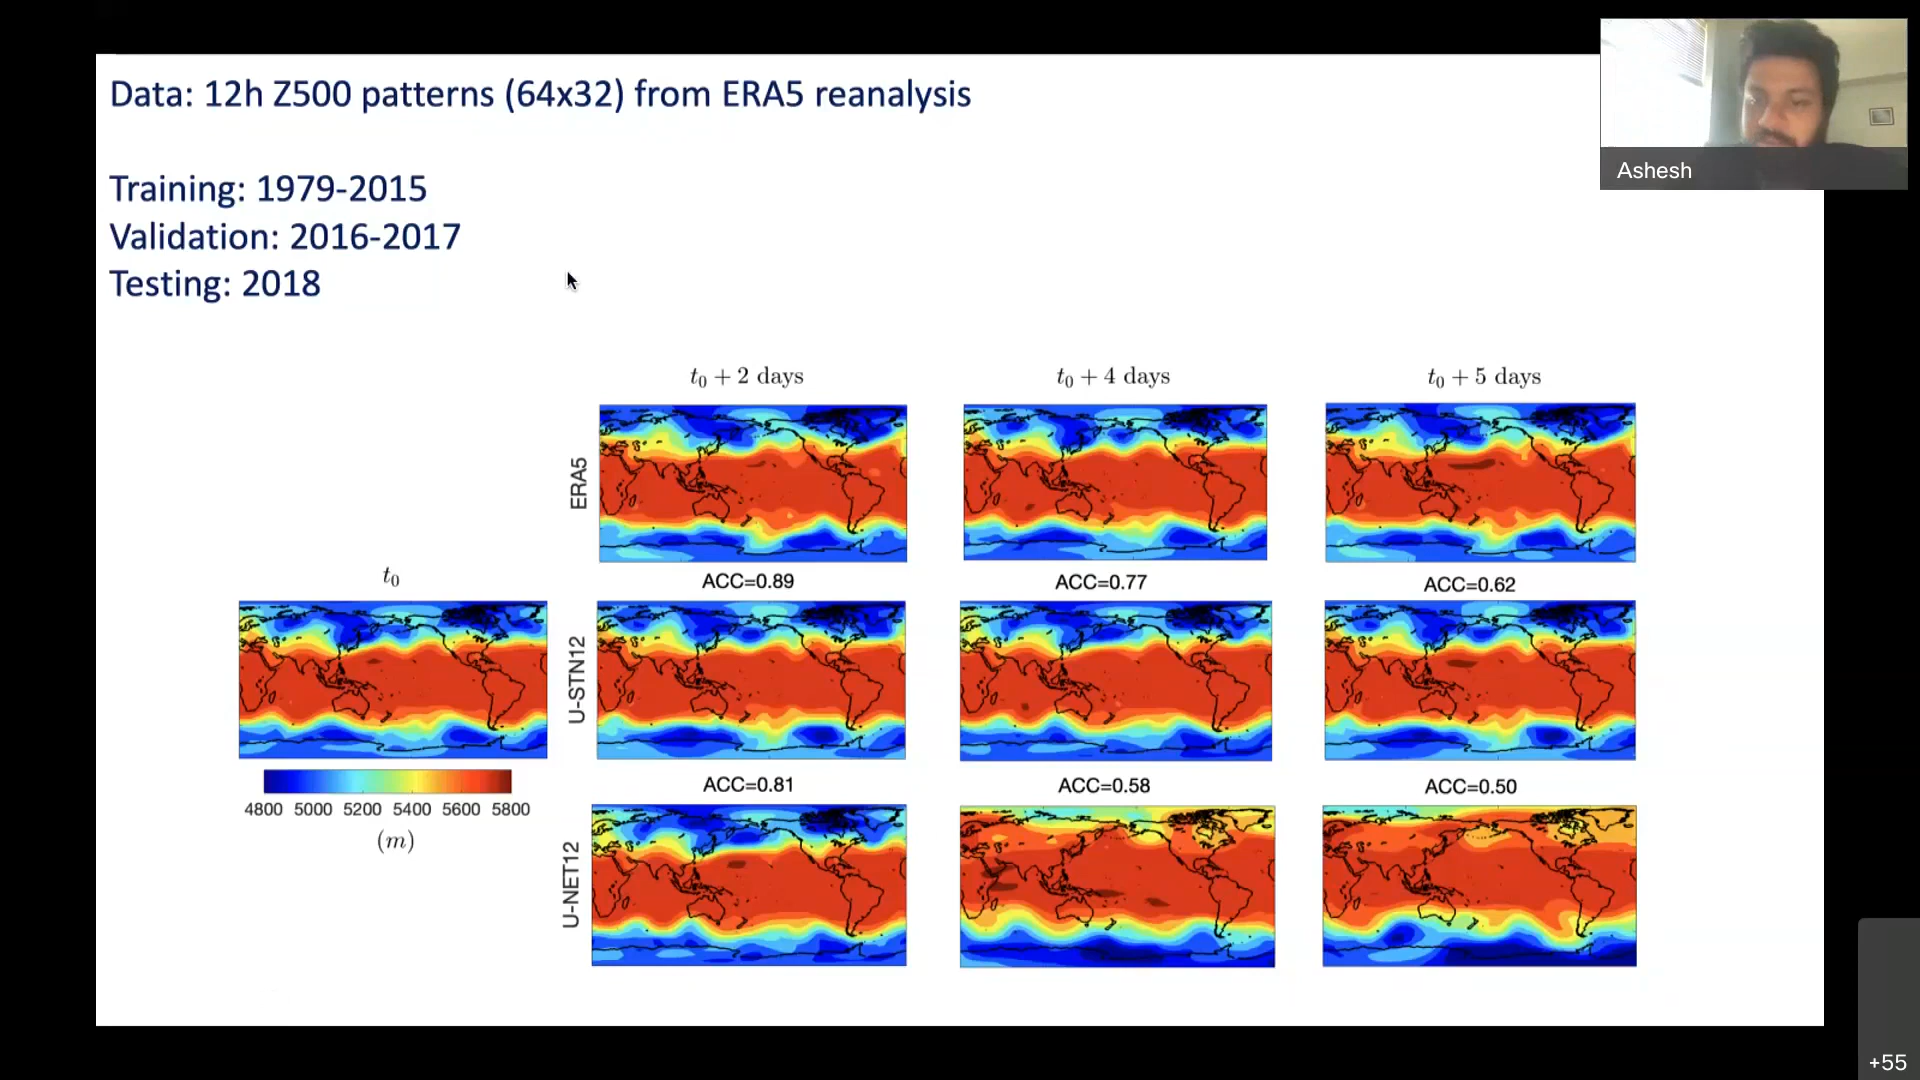 Data: 12h Z500 patterns (64x32) from ERA5 reanalysis
Ashesh
Training: 1979-2015
Validation: 2016-2017
Testing: 2018
t₀ + 2 days
t₀ + 4 days
t₀ + 5 days
ERA5
t₀
ACC=0.89
ACC=0.77
ACC=0.62
U-STN12
4800 5000 5200 5400 5600 5800
(m)
ACC=0.81
ACC=0.58
ACC=0.50
U-NET12
+55